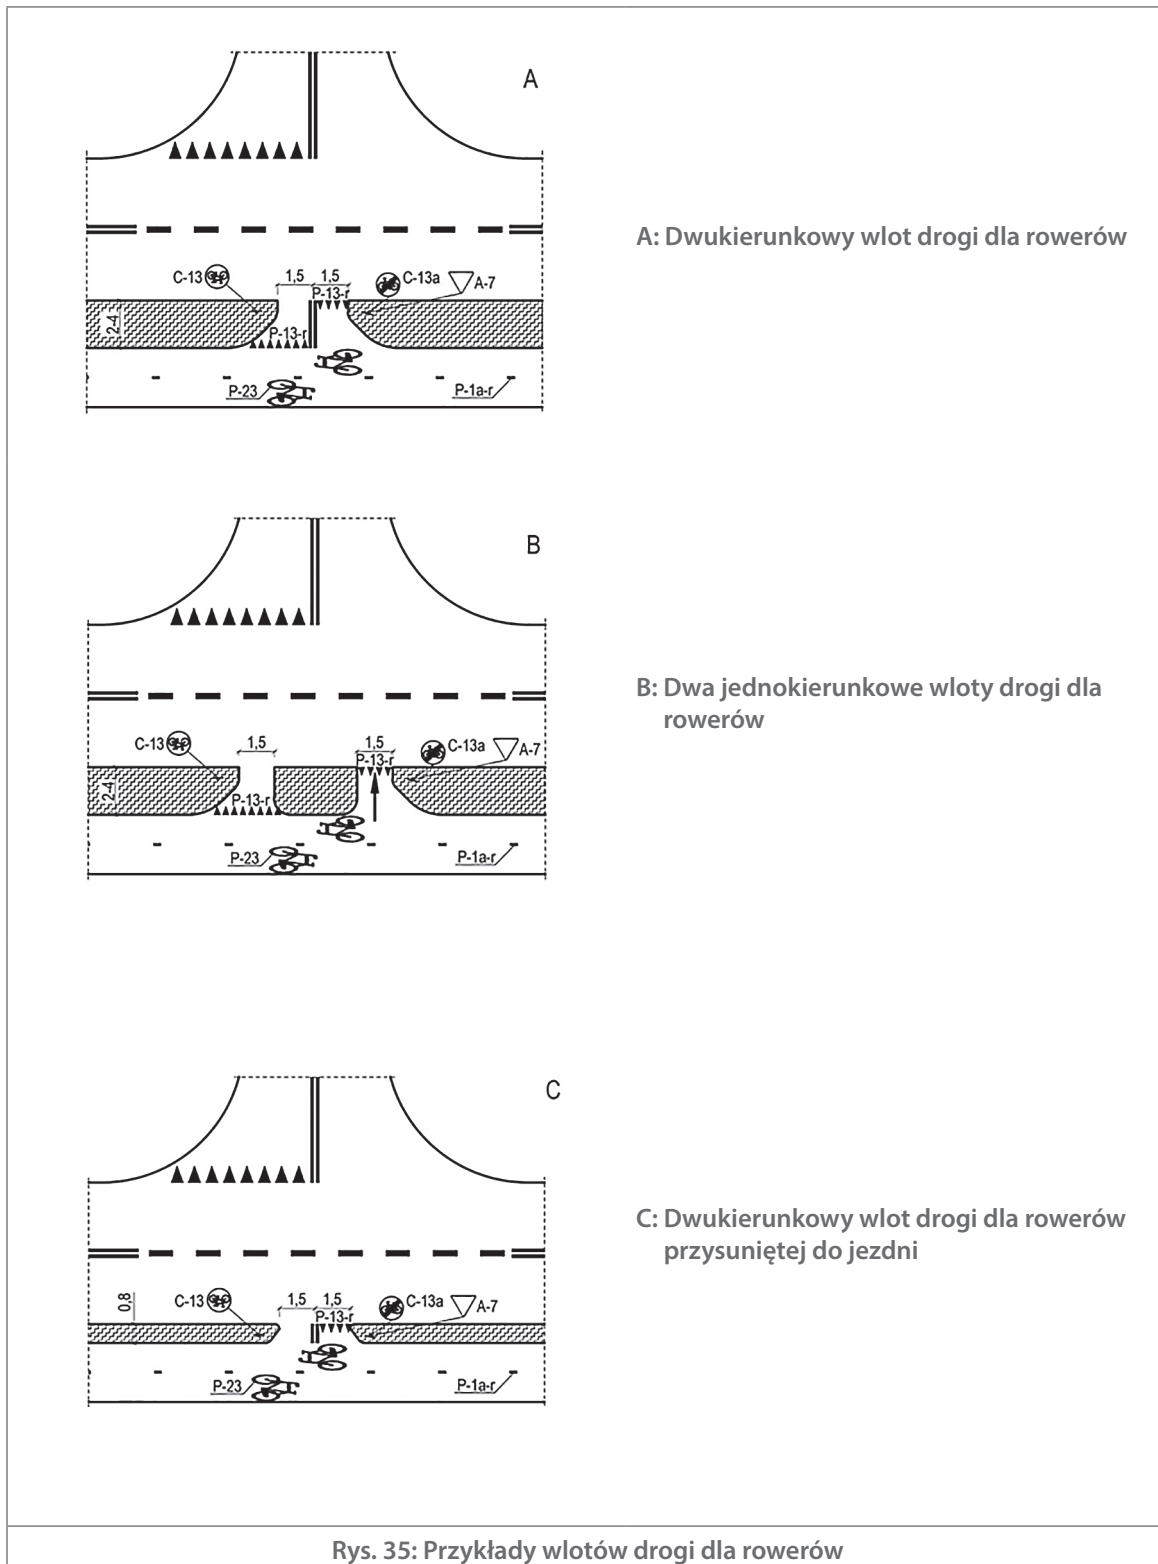 A
A: Dwukierunkowy wlot drogi dla rowerów
C-13
1,5
1,5
C-13a
A-7
P-13-r
2-4
P-13-r
P-23
P-1a-r
B
B: Dwa jednokierunkowe wloty drogi dla
rowerów
C-13
1,5
1,5
C-13a
A-7
P-13-r
2-4
P-13-r
P-23
P-1a-r
C
C: Dwukierunkowy wlot drogi dla rowerów
przysuniętej do jezdni
0,8
C-13
1,5
1,5
C-13a
A-7
P-13-r
P-23
P-1a-r
Rys. 35: Przykłady wlotów drogi dla rowerów